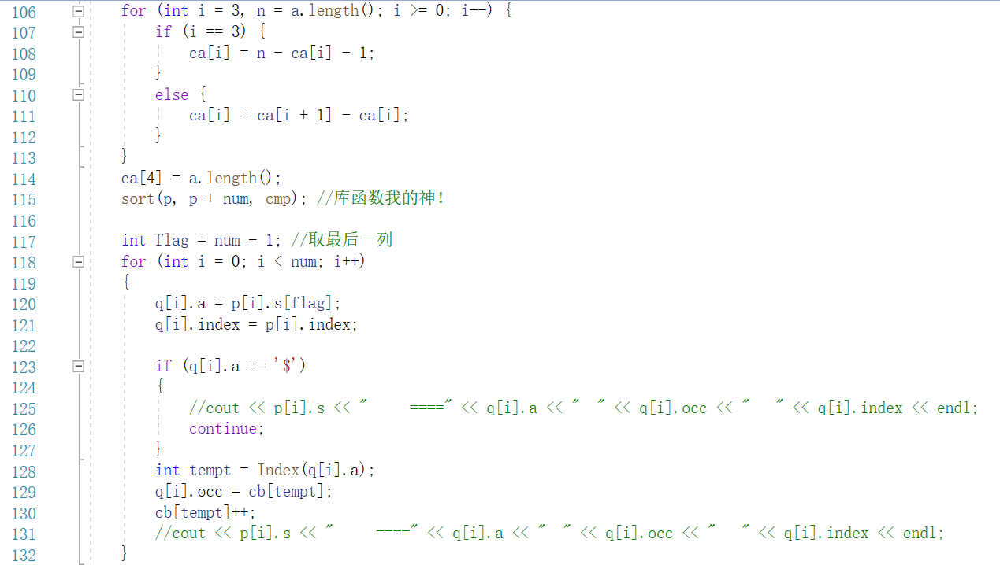 106 for (int i = 3, n = a.length(); i >= 0; i--) {
107 if (i == 3) {
108 ca[i] = n - ca[i] - 1;
109 }
110 else {
111 ca[i] = ca[i + 1] - ca[i];
112 }
113 }
114 ca[4] = a.length();
115 sort(p, p + num, cmp); //库函数我的神！
116
117 int flag = num - 1; //取最后一列
118 for (int i = 0; i < num; i++)
119 {
120 q[i].a = p[i].s[flag];
121 q[i].index = p[i].index;
122
123 if (q[i].a == '$')
124 {
125 //cout << p[i].s << "     ====" << q[i].a << "  " << q[i].occ << "   " << q[i].index << endl;
126 continue;
127 }
128 int tempt = Index(q[i].a);
129 q[i].occ = cb[tempt];
130 cb[tempt]++;
131 //cout << p[i].s << "     ====" << q[i].a << "  " << q[i].occ << "   " << q[i].index << endl;
132 }